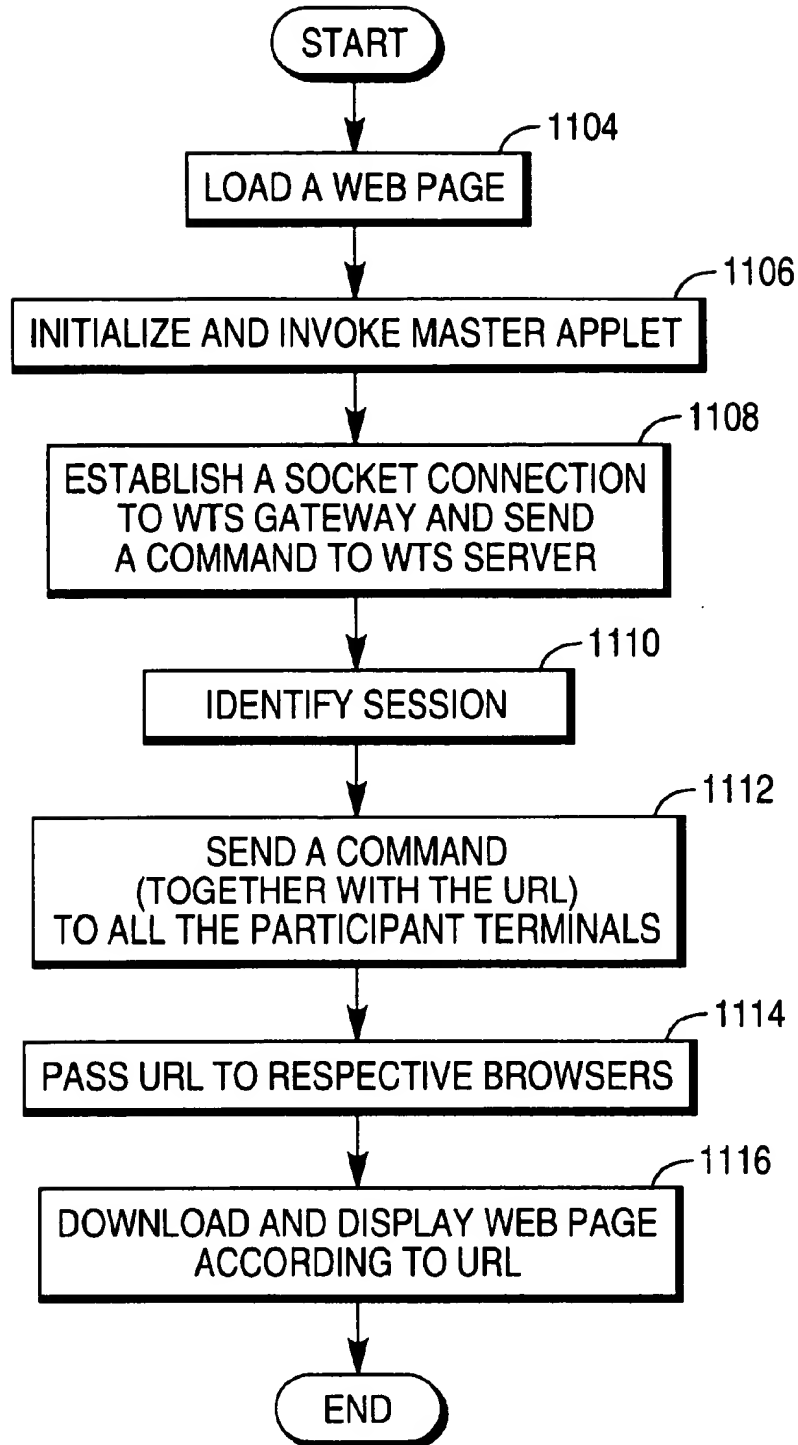 START
1104
LOAD A WEB PAGE
1106
INITIALIZE AND INVOKE MASTER APPLET
1108
ESTABLISH A SOCKET CONNECTION
TO WTS GATEWAY AND SEND
A COMMAND TO WTS SERVER
1110
IDENTIFY SESSION
1112
SEND A COMMAND
(TOGETHER WITH THE URL)
TO ALL THE PARTICIPANT TERMINALS
1114
PASS URL TO RESPECTIVE BROWSERS
1116
DOWNLOAD AND DISPLAY WEB PAGE
ACCORDING TO URL
END